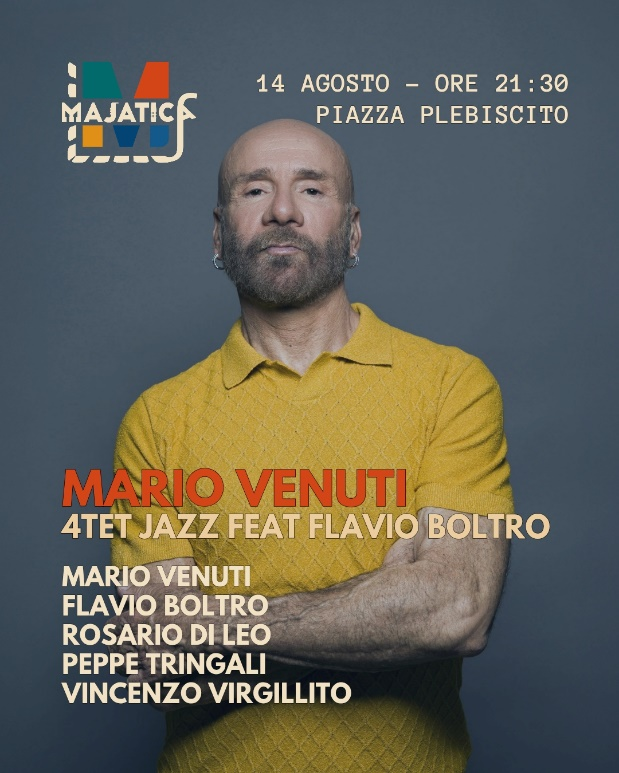 MAJATICA
14 AGOSTO – ORE 21:30
PIAZZA PLEBISCITO
MARIO VENUTI
4TET JAZZ FEAT FLAVIO BOLTRO
MARIO VENUTI
FLAVIO BOLTRO
ROSARIO DI LEO
PEPPE TRINGALI
VINCENZO VIRGILLITO